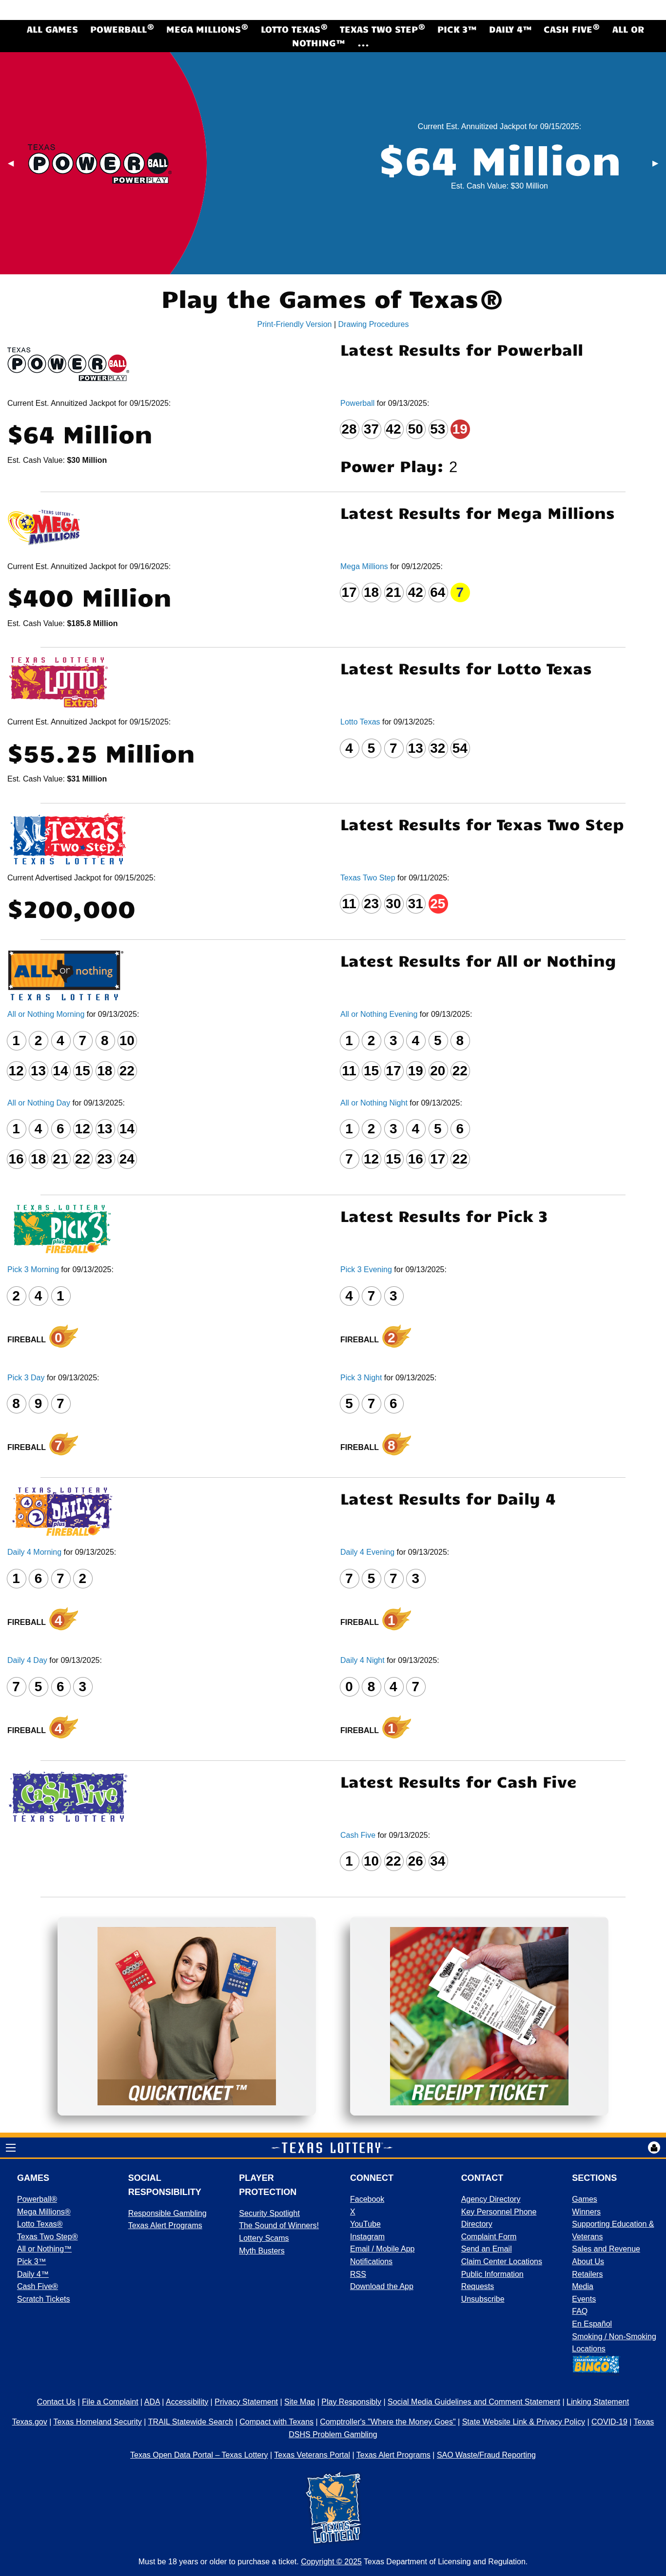 ALL GAMES POWERBALL® MEGA MILLIONS® LOTTO TEXAS® TEXAS TWO STEP® PICK 3™ DAILY 4™ CASH FIVE® ALL OR
NOTHING™ ...
TEXAS
POWERBALL
POWERPLAY
◀
Current Est. Annuitized Jackpot for 09/15/2025:
$64 Million
Est. Cash Value: $30 Million
▶
Play the Games of Texas®
Print-Friendly Version | Drawing Procedures
TEXAS
POWERBALL
POWERPLAY
Latest Results for Powerball
Current Est. Annuitized Jackpot for 09/15/2025:
$64 Million
Est. Cash Value: $30 Million
Powerball for 09/13/2025:
28 37 42 50 53 19
Power Play: 2
TEXAS LOTTERY
MEGA
MILLIONS
Latest Results for Mega Millions
Current Est. Annuitized Jackpot for 09/16/2025:
$400 Million
Est. Cash Value: $185.8 Million
Mega Millions for 09/12/2025:
17 18 21 42 64 7
TEXAS LOTTERY
LOTTO
TEXAS
Extra!
Latest Results for Lotto Texas
Current Est. Annuitized Jackpot for 09/15/2025:
$55.25 Million
Est. Cash Value: $31 Million
Lotto Texas for 09/13/2025:
4 5 7 13 32 54
Texas
Two Step
TEXAS LOTTERY
Latest Results for Texas Two Step
Current Advertised Jackpot for 09/15/2025:
$200,000
Texas Two Step for 09/11/2025:
11 23 30 31 25
ALL or nothing
TEXAS LOTTERY
Latest Results for All or Nothing
All or Nothing Morning for 09/13/2025:
1 2 4 7 8 10
12 13 14 15 18 22
All or Nothing Evening for 09/13/2025:
1 2 3 4 5 8
11 15 17 19 20 22
All or Nothing Day for 09/13/2025:
1 4 6 12 13 14
16 18 21 22 23 24
All or Nothing Night for 09/13/2025:
1 2 3 4 5 6
7 12 15 16 17 22
TEXAS LOTTERY
PICK 3
plus
FIREBALL
Latest Results for Pick 3
Pick 3 Morning for 09/13/2025:
2 4 1
FIREBALL 0
Pick 3 Evening for 09/13/2025:
4 7 3
FIREBALL 2
Pick 3 Day for 09/13/2025:
8 9 7
FIREBALL 7
Pick 3 Night for 09/13/2025:
5 7 6
FIREBALL 8
TEXAS LOTTERY
DAILY 4
plus
FIREBALL
Latest Results for Daily 4
Daily 4 Morning for 09/13/2025:
1 6 7 2
FIREBALL 4
Daily 4 Evening for 09/13/2025:
7 5 7 3
FIREBALL 1
Daily 4 Day for 09/13/2025:
7 5 6 3
FIREBALL 4
Daily 4 Night for 09/13/2025:
0 8 4 7
FIREBALL 1
Ca$h Five
TEXAS LOTTERY
Latest Results for Cash Five
Cash Five for 09/13/2025:
1 10 22 26 34
QUICKTICKET™
RECEIPT TICKET
TEXAS LOTTERY
GAMES
Powerball®
Mega Millions®
Lotto Texas®
Texas Two Step®
All or Nothing™
Pick 3™
Daily 4™
Cash Five®
Scratch Tickets
SOCIAL
RESPONSIBILITY
Responsible Gambling
Texas Alert Programs
PLAYER
PROTECTION
Security Spotlight
The Sound of Winners!
Lottery Scams
Myth Busters
CONNECT
Facebook
X
YouTube
Instagram
Email / Mobile App
Notifications
RSS
Download the App
CONTACT
Agency Directory
Key Personnel Phone
Directory
Complaint Form
Send an Email
Claim Center Locations
Public Information
Requests
Unsubscribe
SECTIONS
Games
Winners
Supporting Education &
Veterans
Sales and Revenue
About Us
Retailers
Media
Events
FAQ
En Español
Smoking / Non-Smoking
Locations
BINGO
Contact Us | File a Complaint | ADA | Accessibility | Privacy Statement | Site Map | Play Responsibly | Social Media Guidelines and Comment Statement | Linking Statement
Texas.gov | Texas Homeland Security | TRAIL Statewide Search | Compact with Texans | Comptroller's "Where the Money Goes" | State Website Link & Privacy Policy | COVID-19 | Texas
DSHS Problem Gambling
Texas Open Data Portal – Texas Lottery | Texas Veterans Portal | Texas Alert Programs | SAO Waste/Fraud Reporting
TEXAS
LOTTERY
Must be 18 years or older to purchase a ticket. Copyright © 2025 Texas Department of Licensing and Regulation.